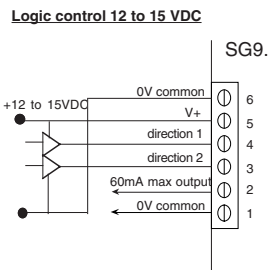 Logic control 12 to 15 VDC
SG9.
0V common 6
+12 to 15VDC
V+ 5
direction 1 4
direction 2 3
60mA max output 2
0V common 1